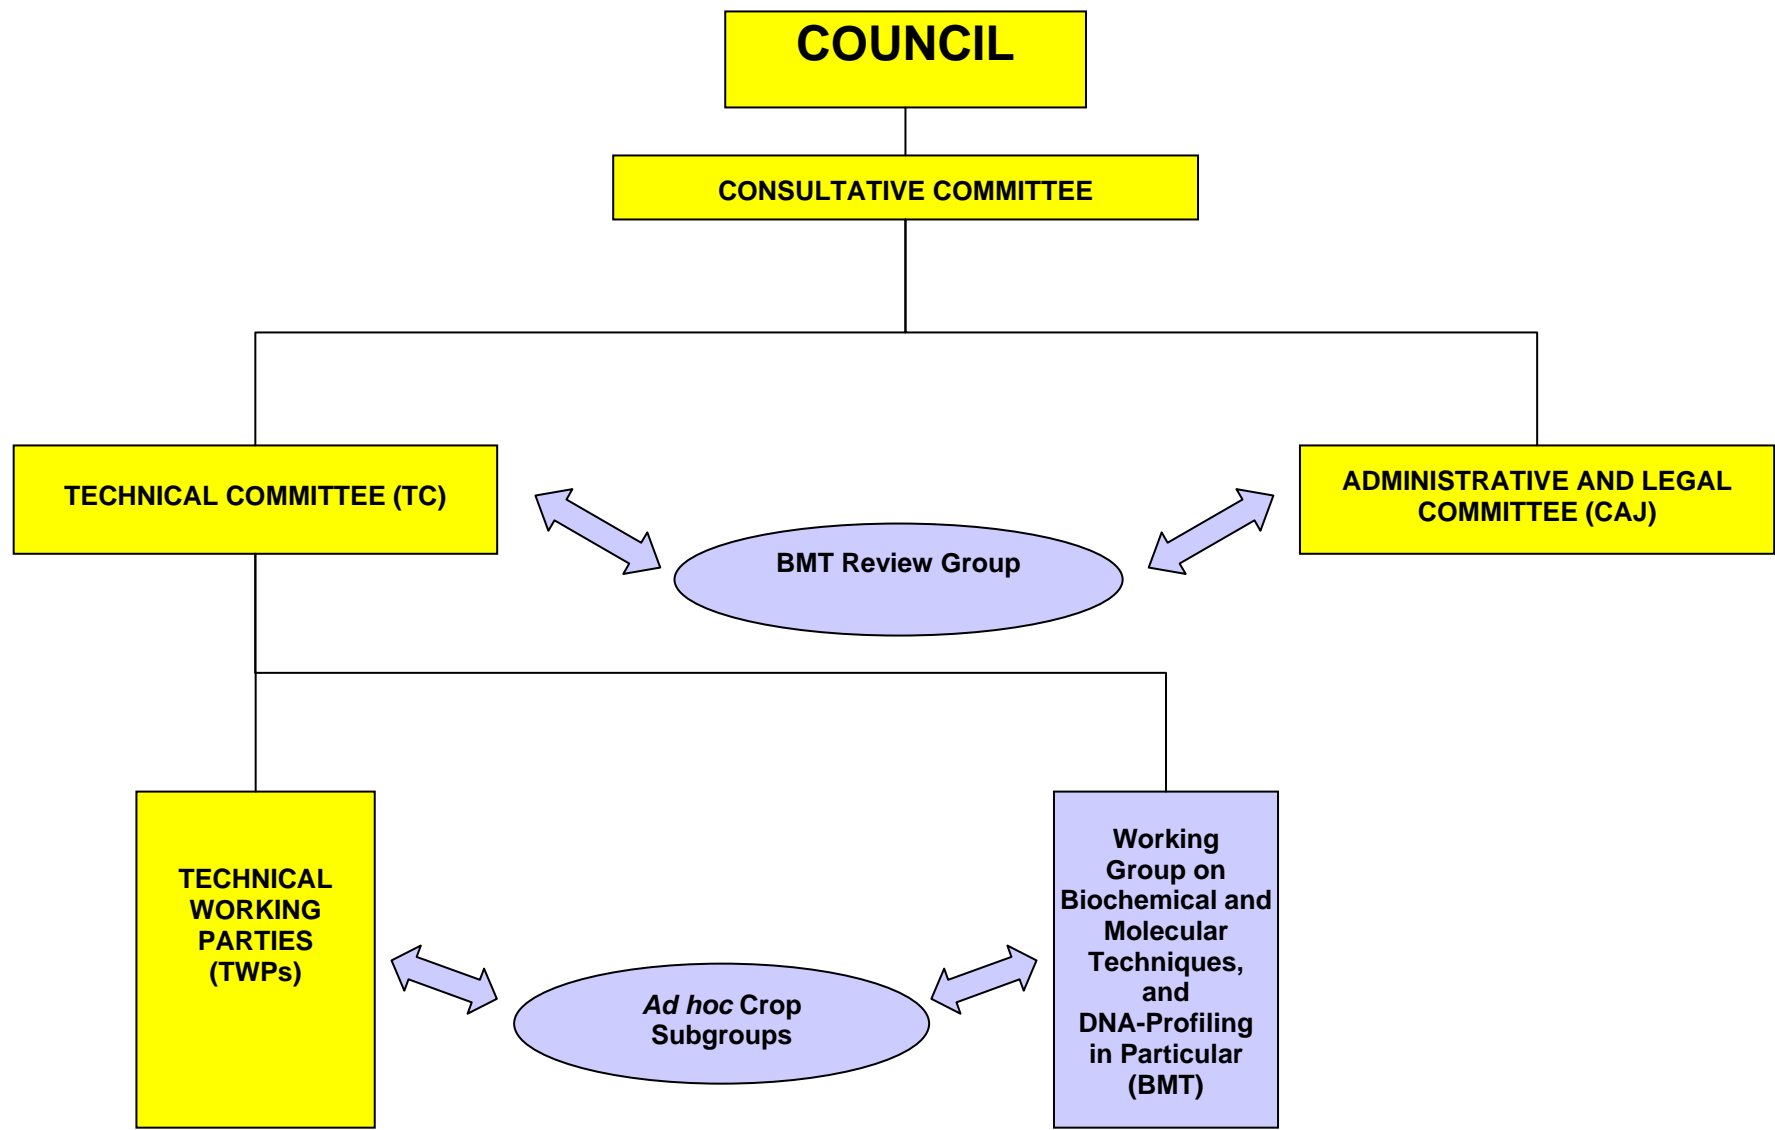 COUNCIL
CONSULTATIVE COMMITTEE
TECHNICAL COMMITTEE (TC)
ADMINISTRATIVE AND LEGAL
COMMITTEE (CAJ)
BMT Review Group
TECHNICAL
WORKING
PARTIES
(TWPs)
Ad hoc Crop
Subgroups
Working
Group on
Biochemical and
Molecular
Techniques,
and
DNA-Profiling
in Particular
(BMT)